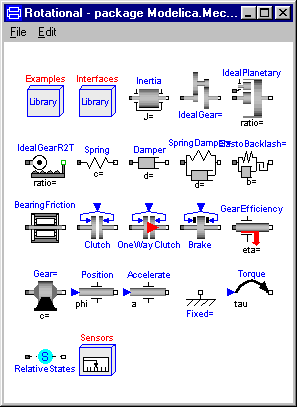 Rotational - package Modelica.Mec...
File Edit
Examples Interfaces Inertia IdealPlanetary
Library Library J= IdealGear= ratio=
IdealGearR2T Spring Damper SpringDamper= ElastoBacklash=
ratio= c= d= d= b=
BearingFriction Clutch OneWayClutch Brake GearEfficiency
eta=
Gear= Position Accelerate Torque
c= phi a Fixed= tau
Sensors
S
RelativeStates